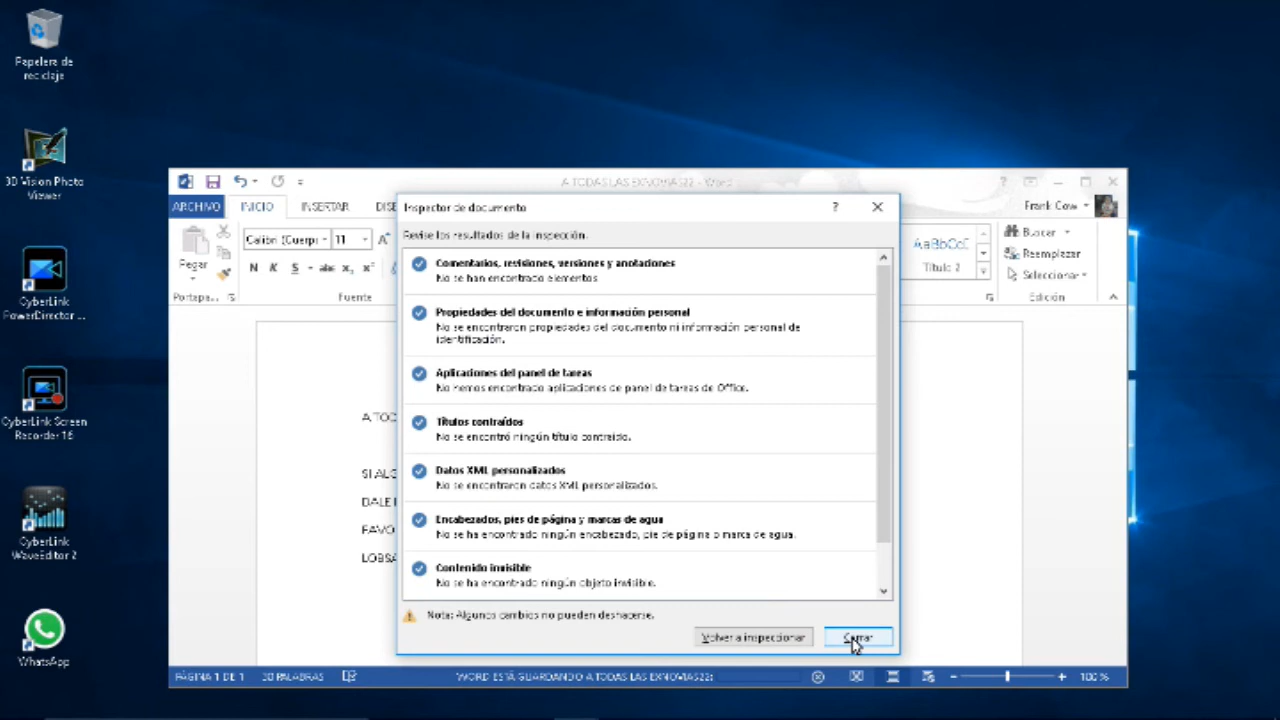 Papelera de
reciclaje
3D Vision Photo
Viewer
CyberLink
PowerDirector ...
CyberLink Screen
Recorder 16
CyberLink
WaveEditor 2
WhatsApp
A TODAS LAS EXNOVIAS22 - Word
ARCHIVO
INICIO
INSERTAR
DISE
Frank Cow
Pegar
Calibri (Cuerp
11
N K S abc x₂ x²
Portapa...
Fuente
AaBbCcC
Título 2
Buscar
Reemplazar
Seleccionar
Edición
Inspector de documento
Revise los resultados de la inspección.
Comentarios, revisiones, versiones y anotaciones
No se han encontrado elementos
Propiedades del documento e información personal
No se encontraron propiedades del documento ni información personal de
identificación.
Aplicaciones del panel de tareas
No hemos encontrado aplicaciones de panel de tareas de Office.
Títulos contraídos
No se encontró ningún título contraído.
Datos XML personalizados
No se encontraron datos XML personalizados.
Encabezados, pies de página y marcas de agua
No se ha encontrado ningún encabezado, pie de página o marca de agua.
Contenido invisible
No se ha encontrado ningún objeto invisible.
Nota: Algunos cambios no pueden deshacerse.
Volver a inspeccionar
Cerrar
A TOD
SI ALG
DALE
FAVO
LOBSA
PÁGINA 1 DE 1
30 PALABRAS
WORD ESTÁ GUARDANDO A TODAS LAS EXNOVIAS22:
100 %